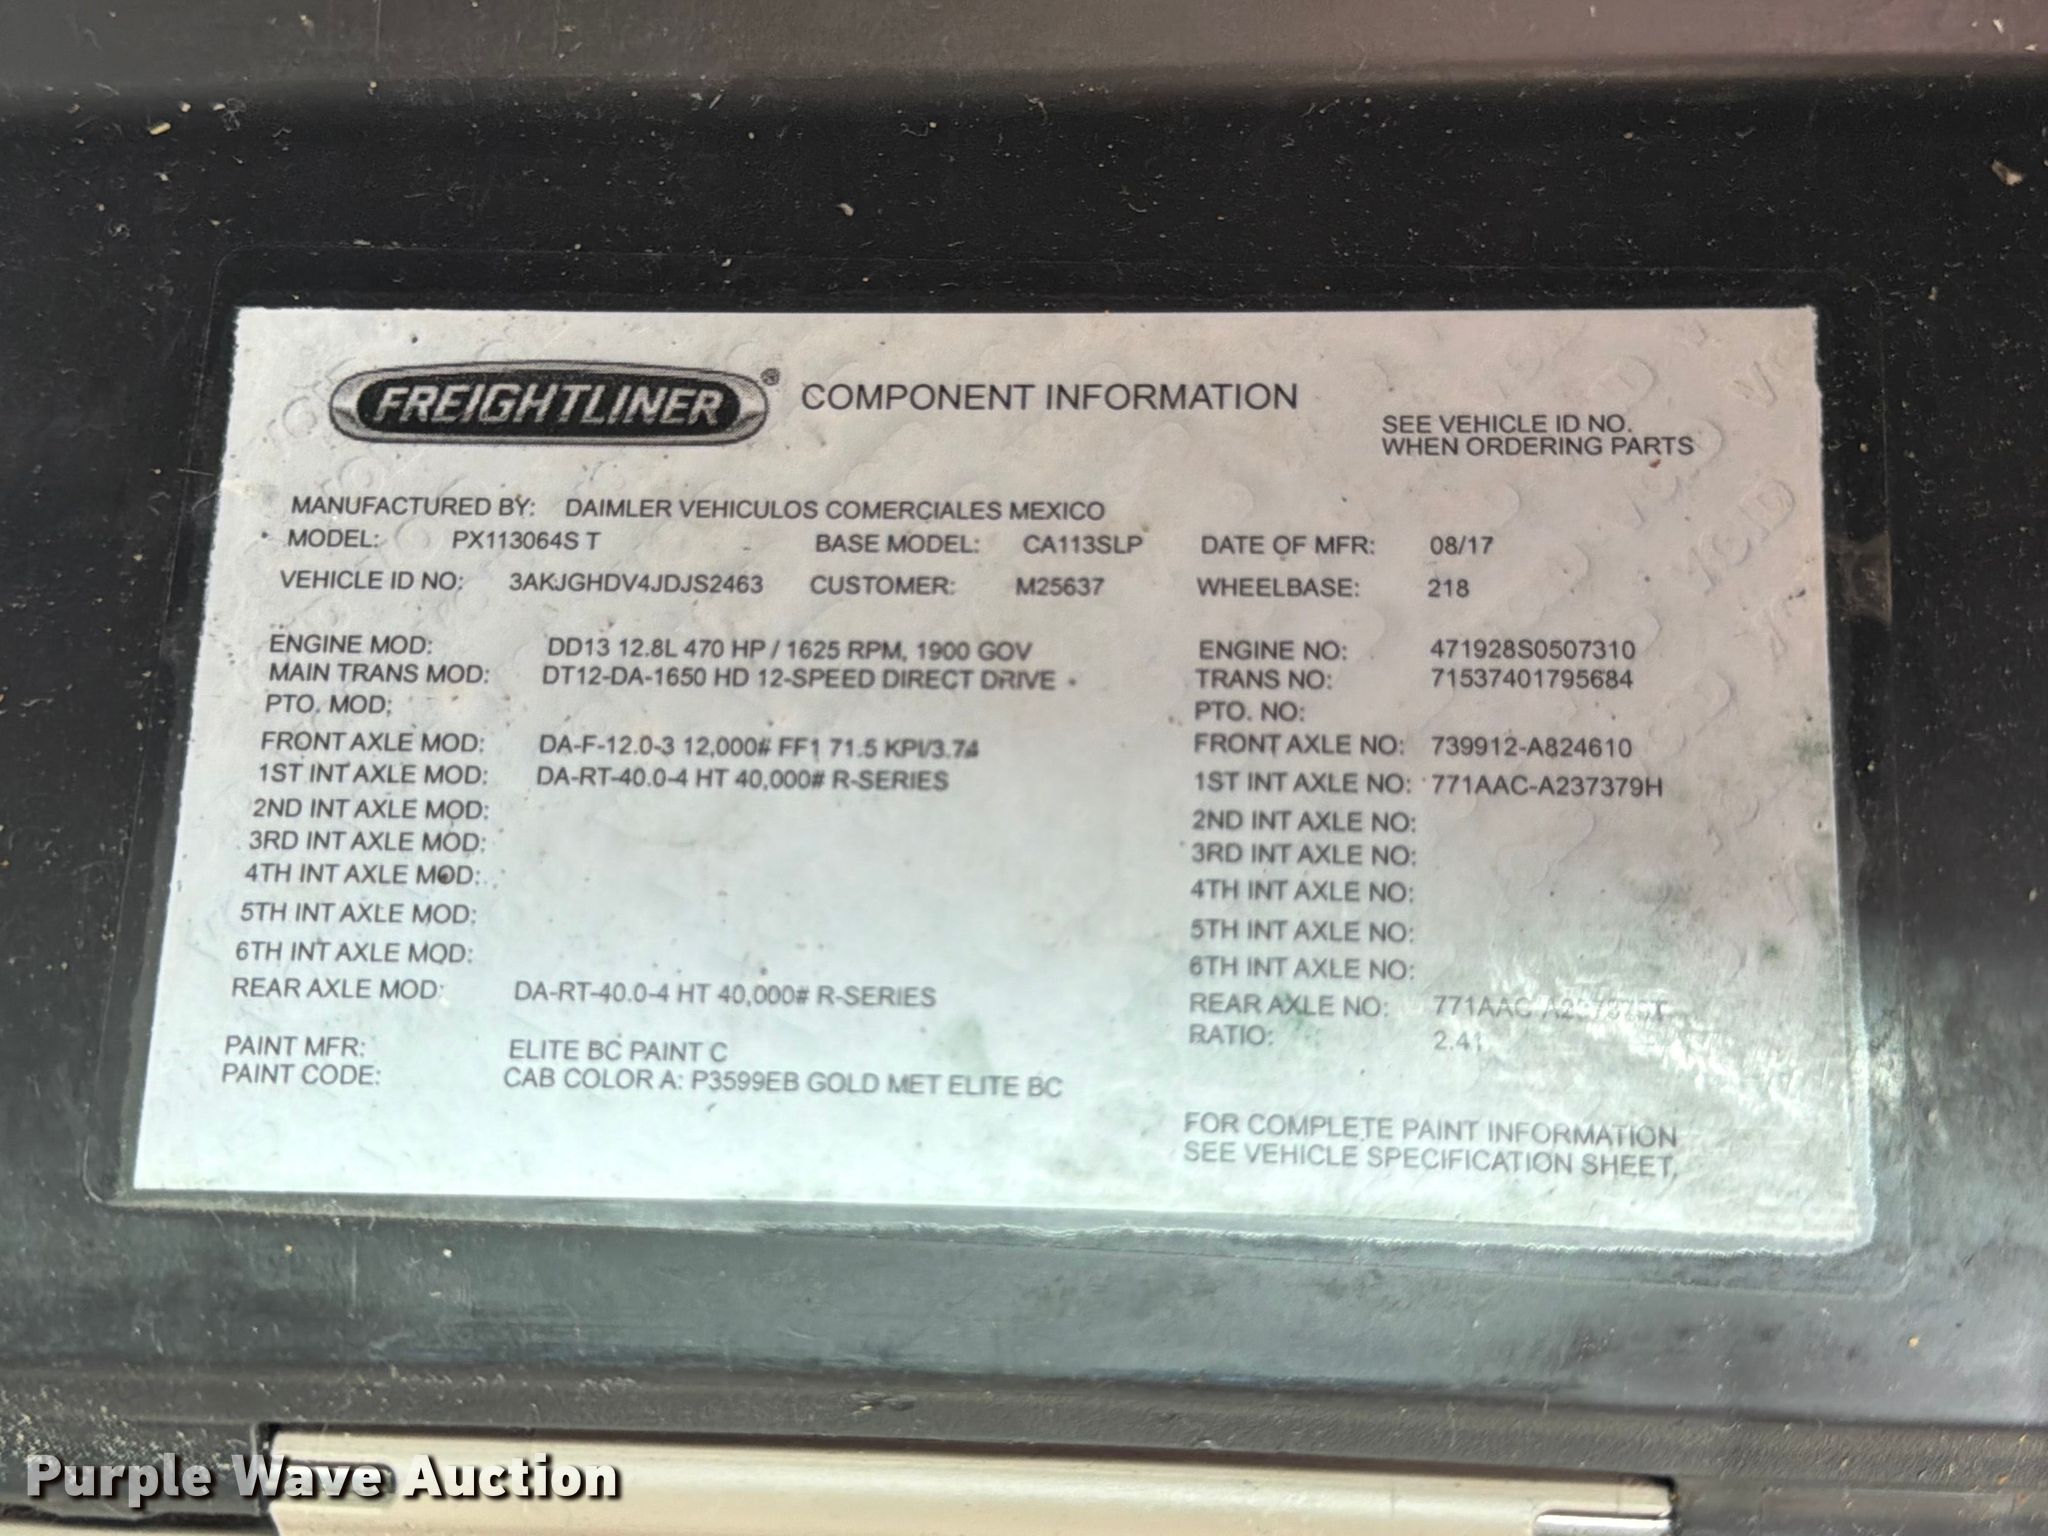 FREIGHTLINER® COMPONENT INFORMATION
SEE VEHICLE ID NO.
WHEN ORDERING PARTS
MANUFACTURED BY: DAIMLER VEHICULOS COMERCIALES MEXICO
MODEL: PX113064S T BASE MODEL: CA113SLP DATE OF MFR: 08/17
VEHICLE ID NO: 3AKJGHDV4JDJS2463 CUSTOMER: M25637 WHEELBASE: 218
ENGINE MOD: DD13 12.8L 470 HP / 1625 RPM, 1900 GOV ENGINE NO: 471928S0507310
MAIN TRANS MOD: DT12-DA-1650 HD 12-SPEED DIRECT DRIVE TRANS NO: 71537401795684
PTO. MOD: PTO. NO:
FRONT AXLE MOD: DA-F-12.0-3 12,000# FF1 71.5 KPI/3.74 FRONT AXLE NO: 739912-A824610
1ST INT AXLE MOD: DA-RT-40.0-4 HT 40,000# R-SERIES 1ST INT AXLE NO: 771AAC-A237379H
2ND INT AXLE MOD: 2ND INT AXLE NO:
3RD INT AXLE MOD: 3RD INT AXLE NO:
4TH INT AXLE MOD: 4TH INT AXLE NO:
5TH INT AXLE MOD: 5TH INT AXLE NO:
6TH INT AXLE MOD: 6TH INT AXLE NO:
REAR AXLE MOD: DA-RT-40.0-4 HT 40,000# R-SERIES REAR AXLE NO:
RATIO: 2.41
PAINT MFR: ELITE BC PAINT C
PAINT CODE: CAB COLOR A: P3599EB GOLD MET ELITE BC
FOR COMPLETE PAINT INFORMATION
SEE VEHICLE SPECIFICATION SHEET.
Purple Wave Auction